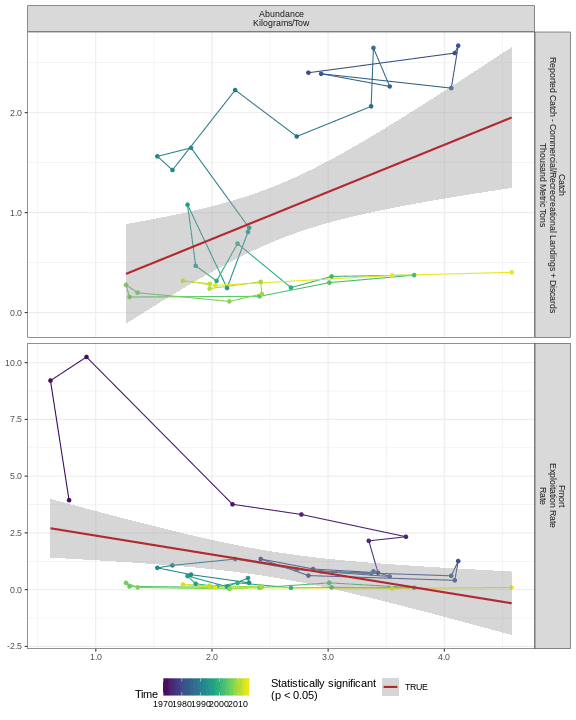 Abundance
Kilograms/Tow
2.0
1.0
0.0
Catch
Reported Catch - Commercial/Recreational Landings + Discards
Thousand Metric Tons
10.0
7.5
5.0
2.5
0.0
-2.5
Fmort
Exploitation Rate
Rate
1.0 2.0 3.0 4.0
Time
1970 1980 1990 2000 2010
Statistically significant
(p < 0.05)
TRUE